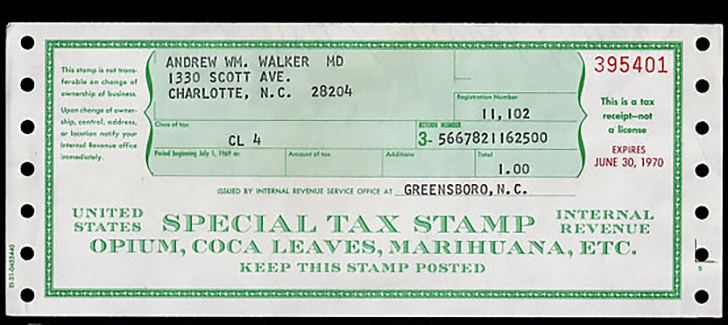 ANDREW WM. WALKER MD
1330 SCOTT AVE.
CHARLOTTE, N.C. 28204
395401
This stamp is not trans-
ferable on change of
ownership of business.
Upon change of owner-
ship, control, address,
or location notify your
Internal Revenue office
immediately.
Registration Number
11,102
This is a tax
receipt—not
a license
EXPIRES
JUNE 30, 1970
Class of tax
CL 4
RETURN NUMBER
3- 5667821162500
Period beginning July 1, 1969 or:
Amount of tax
Additions
Total
1.00
ISSUED BY INTERNAL REVENUE SERVICE OFFICE AT GREENSBORO, N.C.
UNITED STATES
SPECIAL TAX STAMP
INTERNAL REVENUE
OPIUM, COCA LEAVES, MARIHUANA, ETC.
KEEP THIS STAMP POSTED
5